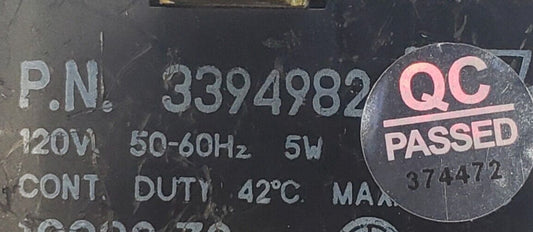 P.N. 3394982
QC
PASSED
374472
120V 50-60Hz 5W
CONT. DUTY 42°C. MAX.